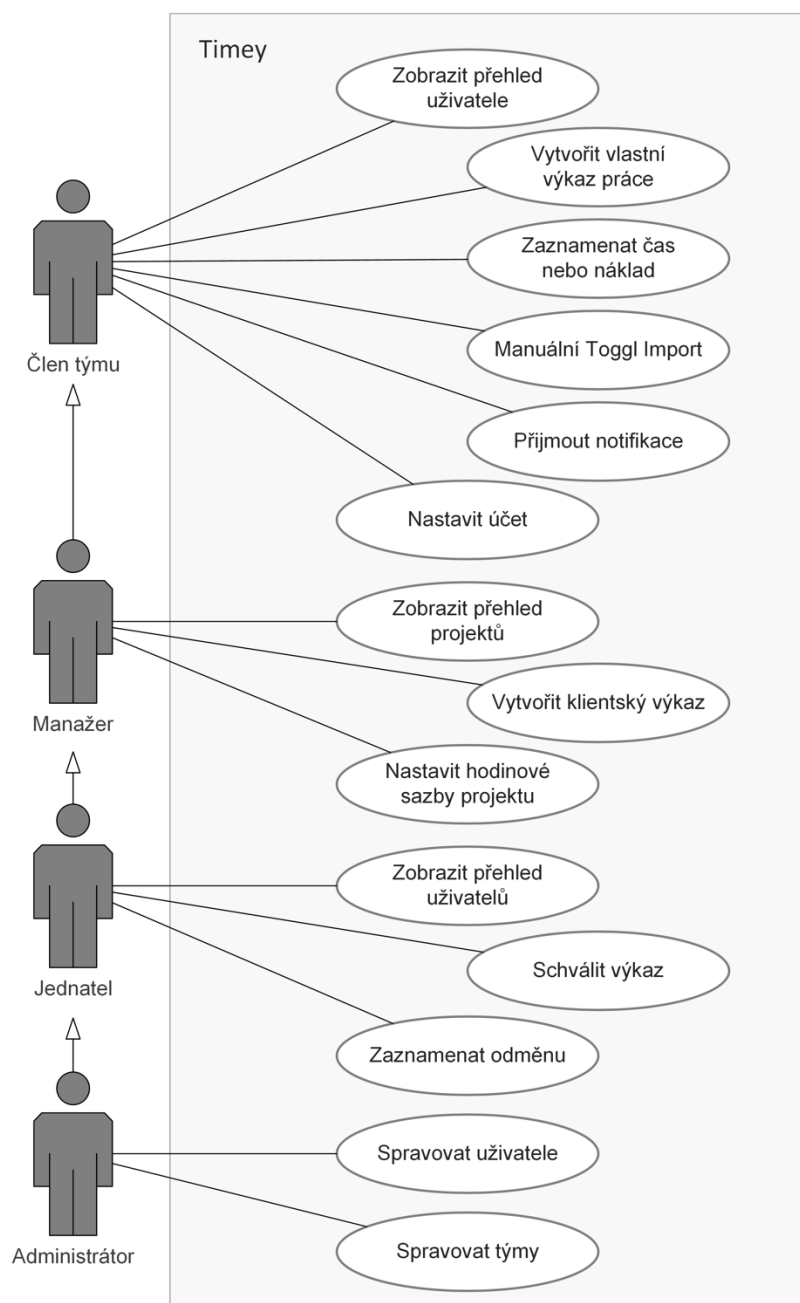 Timey
Zobrazit přehled
uživatele
Vytvořit vlastní
výkaz práce
Zaznamenat čas
nebo náklad
Manuální Toggl Import
Člen týmu
Přijmout notifikace
Nastavit účet
Zobrazit přehled
projektů
Vytvořit klientský výkaz
Manažer
Nastavit hodinové
sazby projektu
Zobrazit přehled
uživatelů
Schválit výkaz
Jednatel
Zaznamenat odměnu
Spravovat uživatele
Spravovat týmy
Administrátor